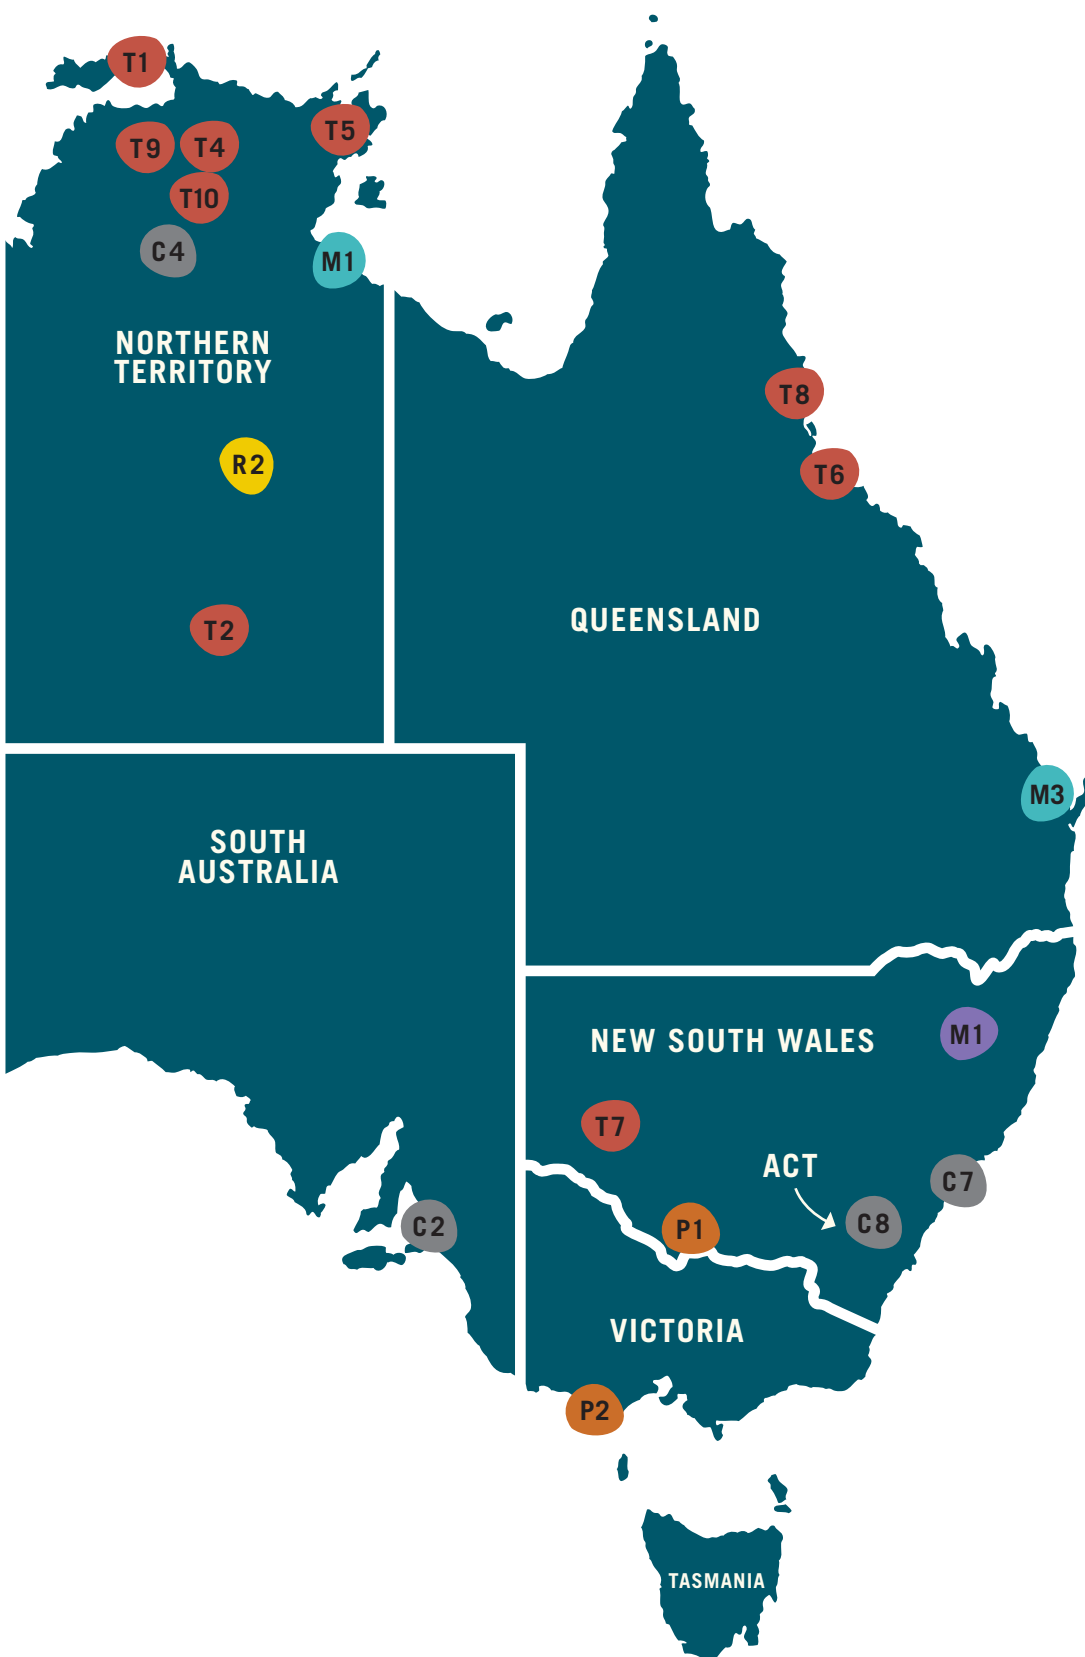 T1
T5
T9
T4
T10
C4
M1
NORTHERN
TERRITORY
T8
R2
T6
QUEENSLAND
T2
M3
SOUTH
AUSTRALIA
M1
NEW SOUTH WALES
T7
ACT
C7
C8
C2
P1
VICTORIA
P2
TASMANIA